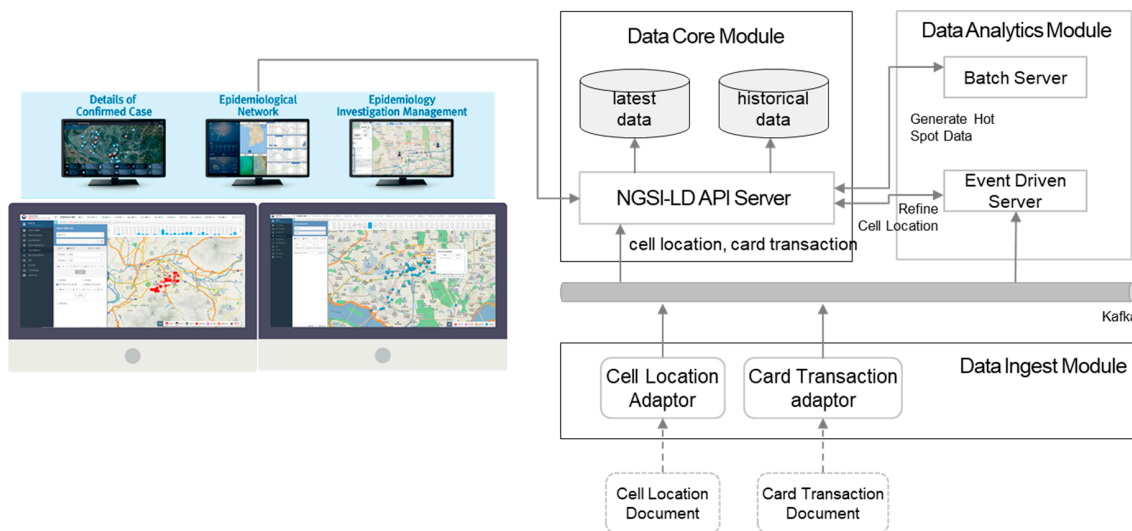 Details of
Confirmed Case
Epidemiological
Network
Epidemiology
Investigation Management
Data Core Module
latest
data
historical
data
NGSI-LD API Server
cell location, card transaction
Data Analytics Module
Batch Server
Generate Hot
Spot Data
Event Driven
Server
Refine
Cell Location
Kafka
Data Ingest Module
Cell Location
Adaptor
Card Transaction
adaptor
Cell Location
Document
Card Transaction
Document